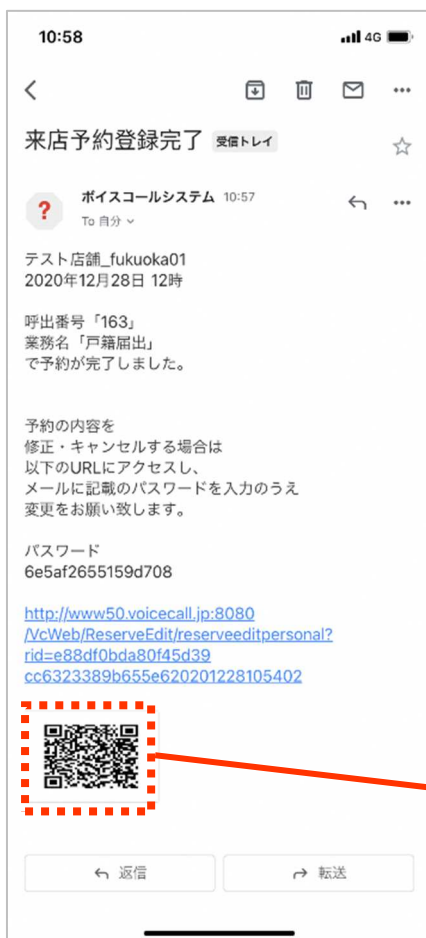 10:58
4G
来店予約登録完了 受信トレイ
ボイスコールシステム 10:57
To 自分
テスト店舗_fukuoka01
2020年12月28日 12時
呼出番号「163」
業務名「戸籍届出」
で予約が完了しました。
予約の内容を
修正・キャンセルする場合は
以下のURLにアクセスし、
メールに記載のパスワードを入力のうえ
変更をお願い致します。
パスワード
6e5af2655159d708
http://www50.voicecall.jp:8080
/VcWeb/ReserveEdit/reserveeditpersonal?
rid=e88df0bda80f45d39
cc6323389b655e620201228105402
返信
転送